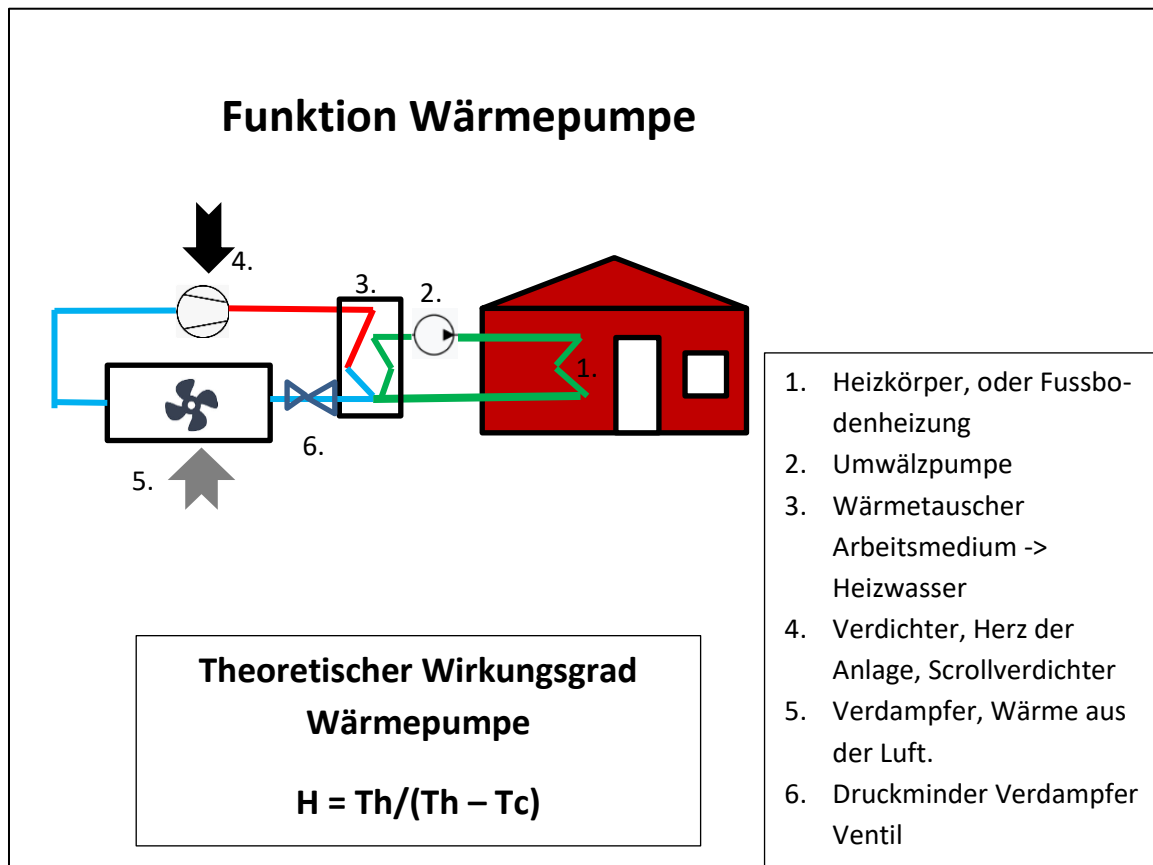 Funktion Wärmepumpe
4.
3.
2.
1.
6.
5.
Theoretischer Wirkungsgrad
Wärmepumpe
H = Th/(Th – Tc)
1. Heizkörper, oder Fussbo-
denheizung
2. Umwälzpumpe
3. Wärmetauscher
Arbeitsmedium ->
Heizwasser
4. Verdichter, Herz der
Anlage, Scrollverdichter
5. Verdampfer, Wärme aus
der Luft.
6. Druckminder Verdampfer
Ventil